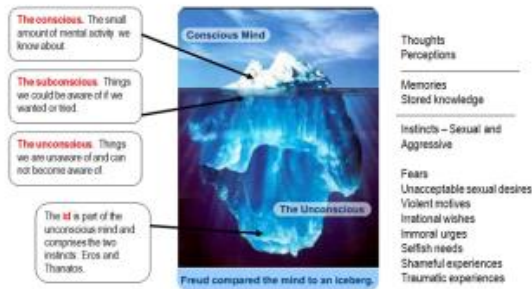 The conscious. The small
amount of mental activity we
know about.
The subconscious. Things
we could be aware of if we
wanted or tried.
The unconscious. Things
we are unaware of and can
not become aware of.
The id is part of the
unconscious mind and
comprises the two
instincts: Eros and
Thanatos.
Conscious Mind
The Unconscious
Freud compared the mind to an iceberg.
Thoughts
Perceptions
Memories
Stored knowledge
Instincts – Sexual and
Aggressive
Fears
Unacceptable sexual desires
Violent motives
Irrational wishes
Immoral urges
Selfish needs
Shameful experiences
Traumatic experiences